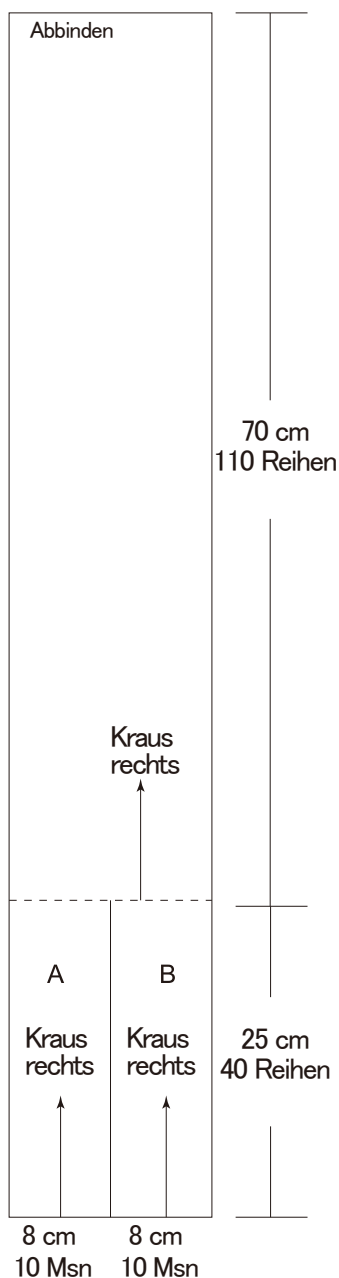 Abbinden
70 cm
110 Reihen
Kraus
rechts
A
B
Kraus
rechts
Kraus
rechts
25 cm
40 Reihen
8 cm
10 Msn
8 cm
10 Msn